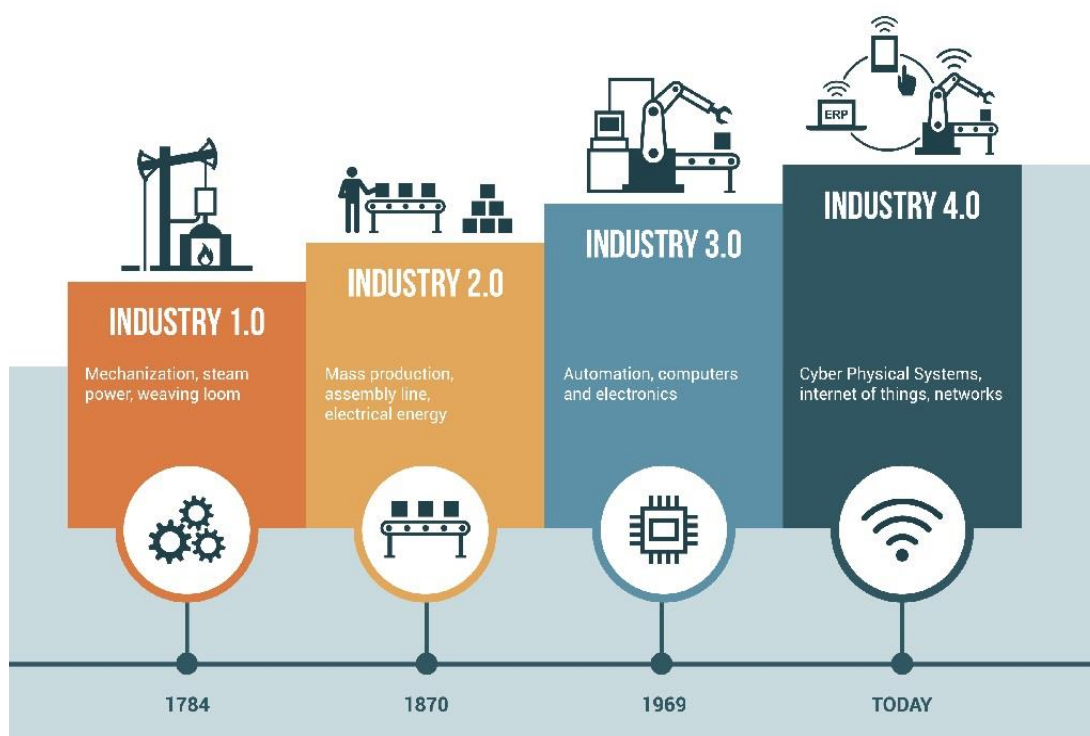 ERP
INDUSTRY 1.0
Mechanization, steam
power, weaving loom
INDUSTRY 2.0
Mass production,
assembly line,
electrical energy
INDUSTRY 3.0
Automation, computers
and electronics
INDUSTRY 4.0
Cyber Physical Systems,
internet of things, networks
1784
1870
1969
TODAY